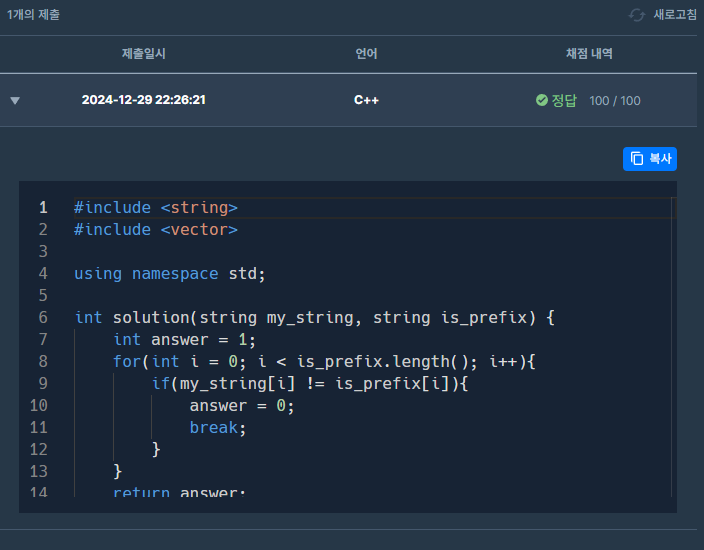 1개의 제출
새로고침
제출일시 언어 채점 내역
2024-12-29 22:26:21 C++ 정답 100 / 100
복사
1 #include <string>
2 #include <vector>
3
4 using namespace std;
5
6 int solution(string my_string, string is_prefix) {
7     int answer = 1;
8     for(int i = 0; i < is_prefix.length(); i++){
9         if(my_string[i] != is_prefix[i]){
10             answer = 0;
11             break;
12         }
13     }
14     return answer;